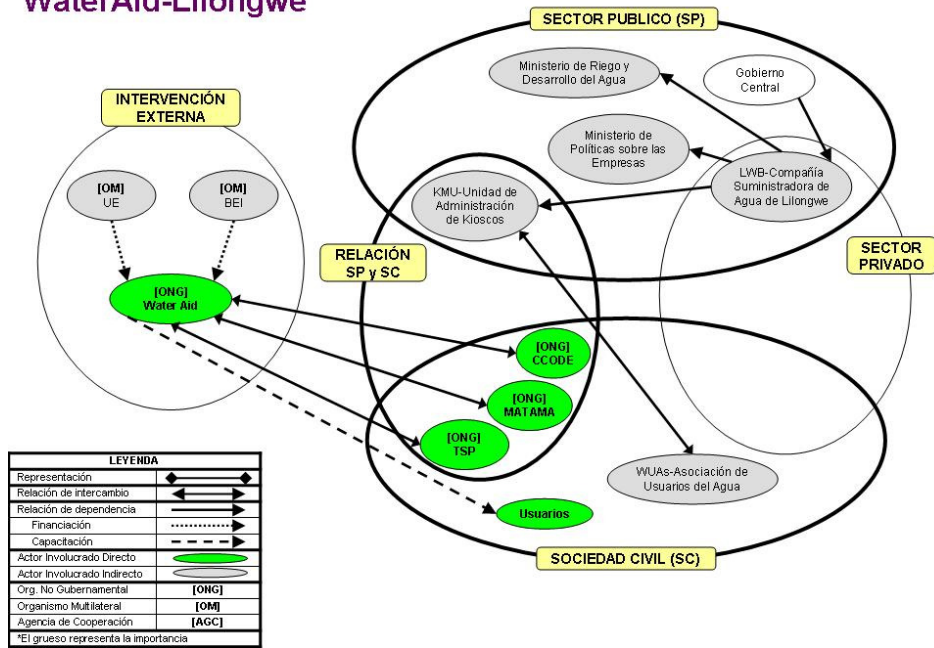 WaterAid-Lilongwe
SECTOR PUBLICO (SP)
Ministerio de Riego y
Desarrollo del Agua
Gobierno
Central
INTERVENCIÓN
EXTERNA
Ministerio de
Políticas sobre las
Empresas
[OM]
UE
[OM]
BEI
KMU-Unidad de
Administración
de Kioscos
LWB-Compañía
Suministradora de
Agua de Lilongwe
RELACIÓN
SP y SC
SECTOR
PRIVADO
[ONG]
Water Aid
[ONG]
CCODE
[ONG]
MATAMA
[ONG]
TSP
WUAs-Asociación de
Usuarios del Agua
Usuarios
SOCIEDAD CIVIL (SC)
LEYENDA
Representación
Relación de intercambio
Relación de dependencia
Financiación
Capacitación
Actor Involucrado Directo
Actor Involucrado Indirecto
Org. No Gubernamental [ONG]
Organismo Multilateral [OM]
Agencia de Cooperación [AGC]
*El grueso representa la importancia